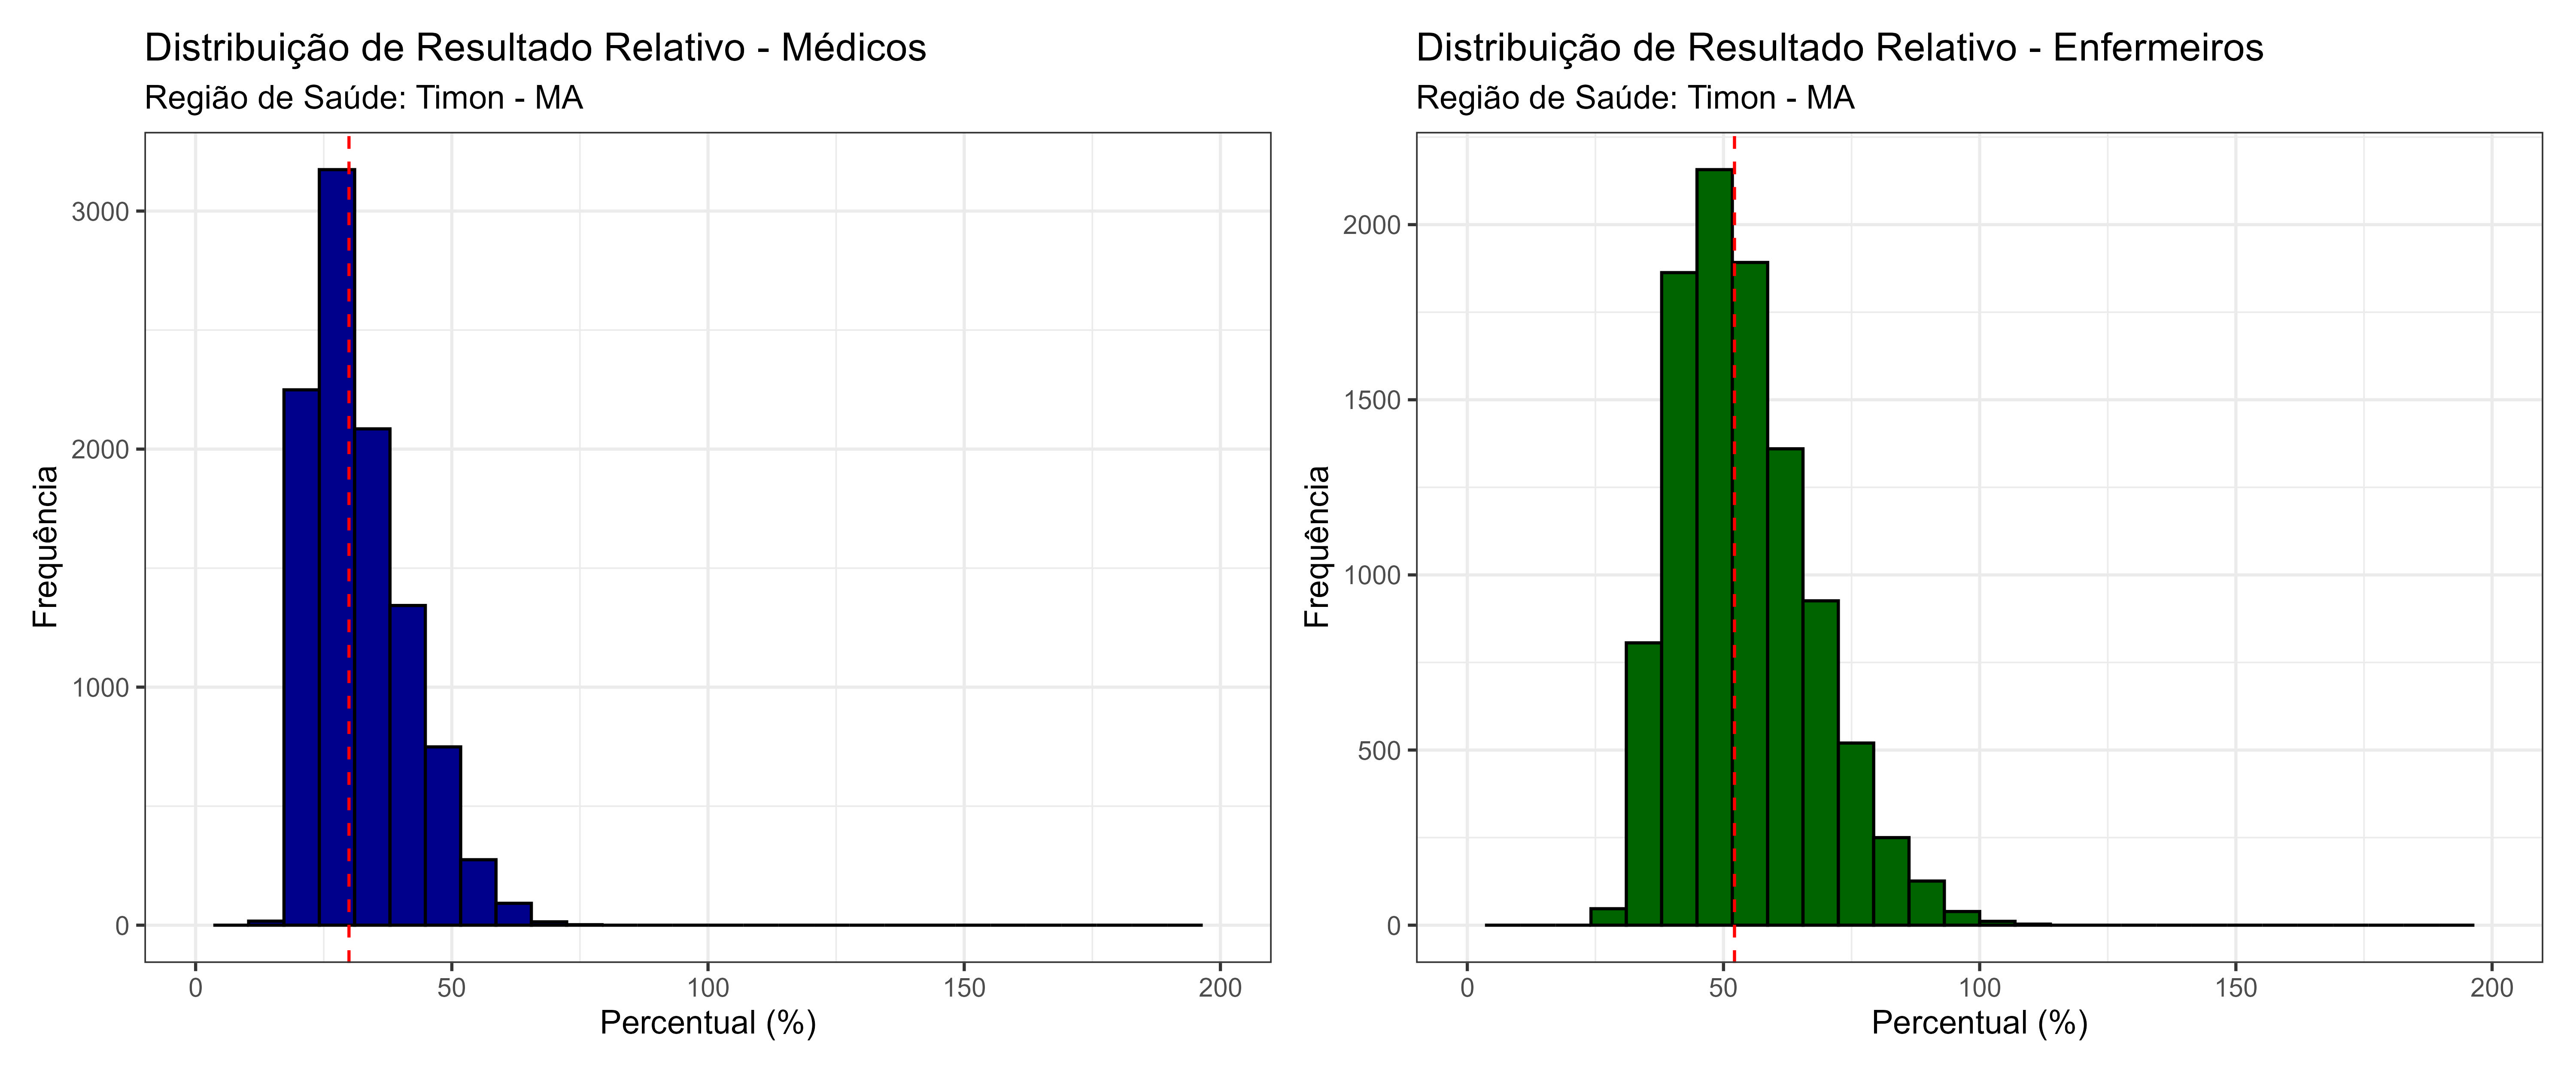 Distribuição de Resultado Relativo - Médicos
Região de Saúde: Timon - MA
Frequência
3000
2000
1000
0
0 50 100 150 200
Percentual (%)
Distribuição de Resultado Relativo - Enfermeiros
Região de Saúde: Timon - MA
Frequência
2000
1500
1000
500
0
0 50 100 150 200
Percentual (%)